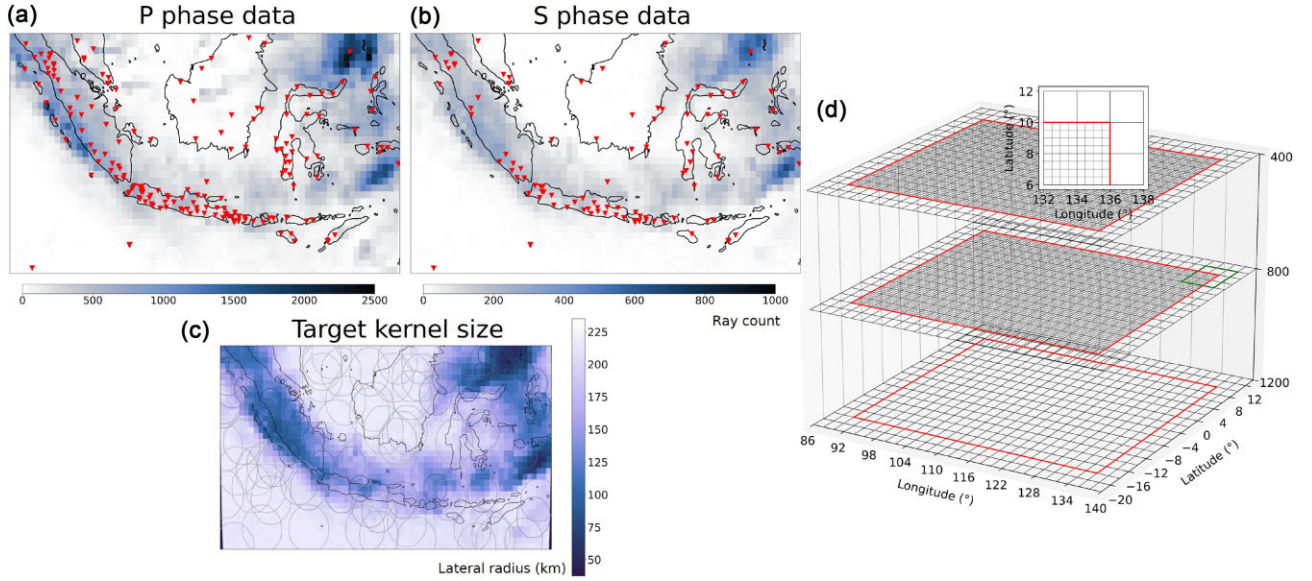 (a)
P phase data
(b)
S phase data
0 500 1000 1500 2000 2500
0 200 400 600 800 1000
Ray count
(c)
Target kernel size
225
200
175
150
125
100
75
50
Lateral radius (km)
(d)
12
10
8
6
Latitude (°)
132 134 136 138
Longitude (°)
400
800
1200
86 92 98 104 110 116 122 128 134 140
Longitude (°)
−20 −16 −12 −8 −4 0 4 8 12
Latitude (°)